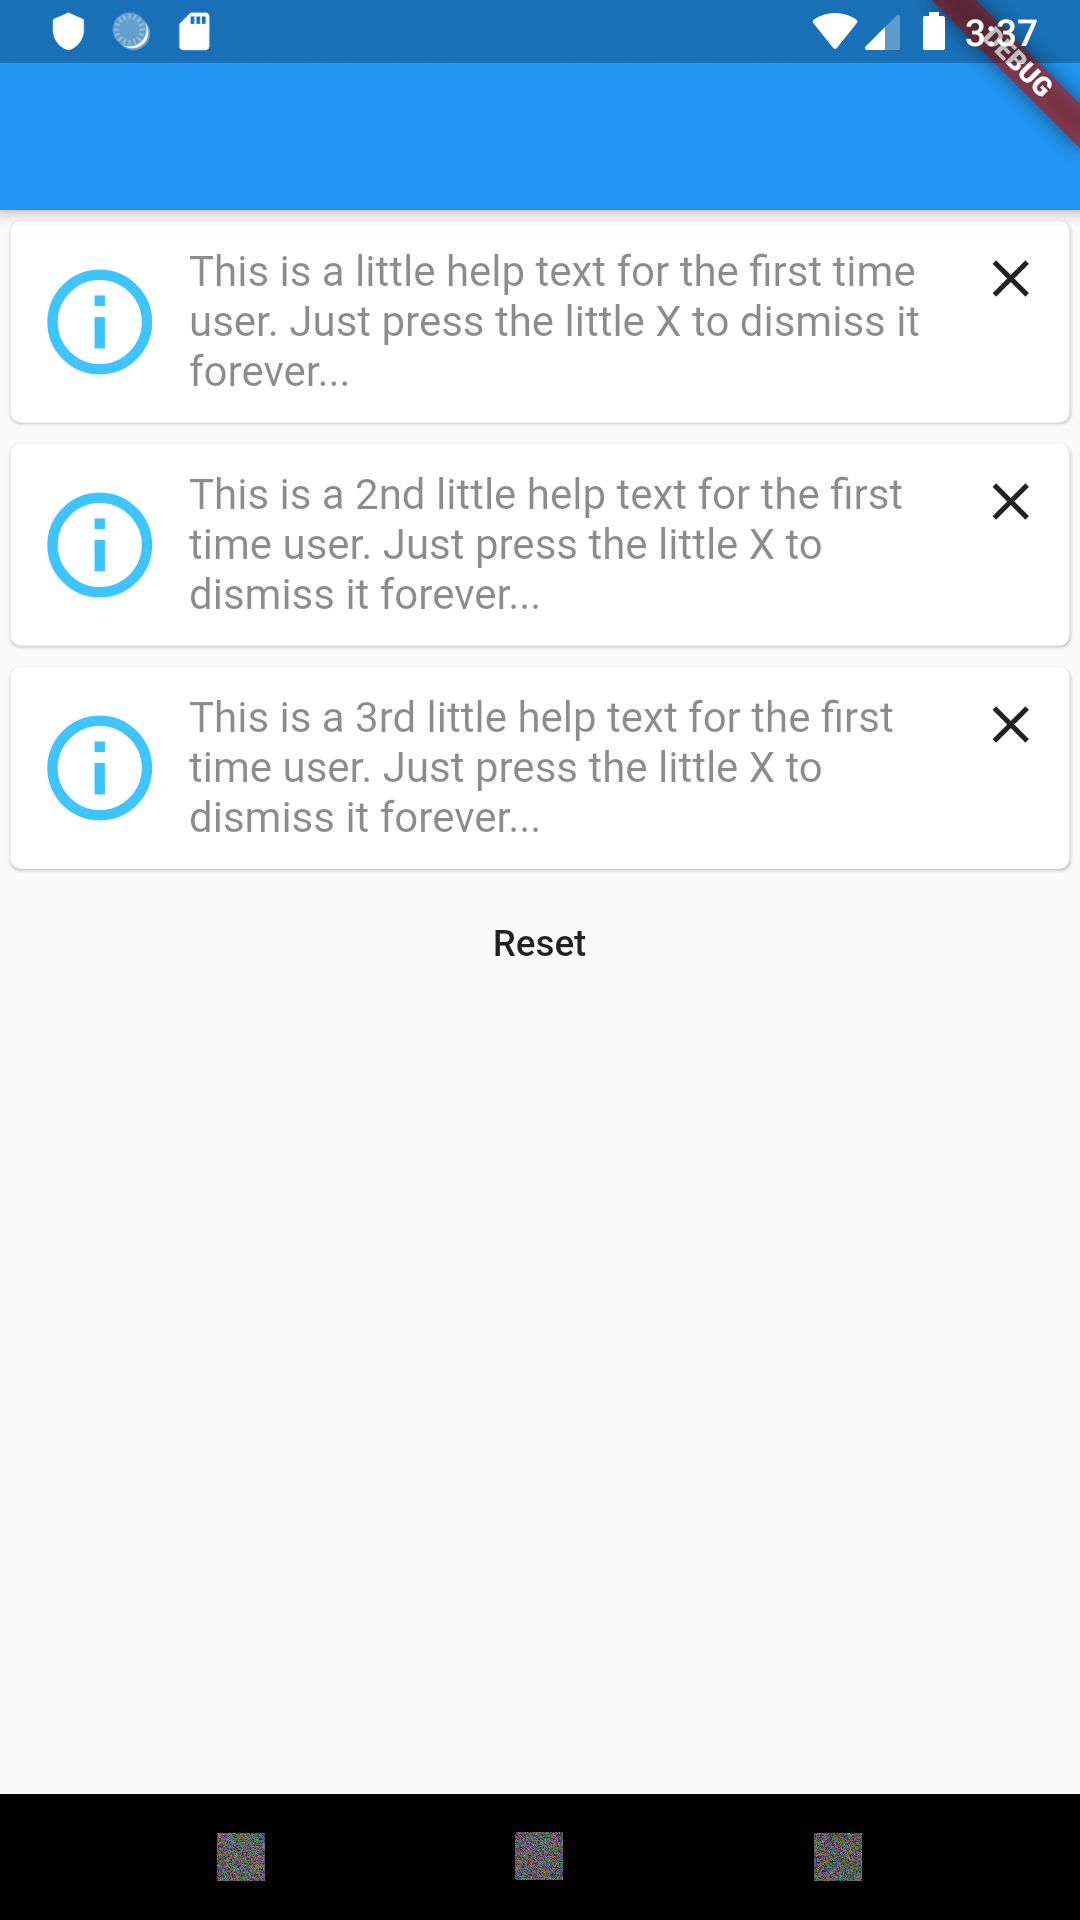 3:37
DEBUG
This is a little help text for the first time
user. Just press the little X to dismiss it
forever...
This is a 2nd little help text for the first
time user. Just press the little X to
dismiss it forever...
This is a 3rd little help text for the first
time user. Just press the little X to
dismiss it forever...
Reset